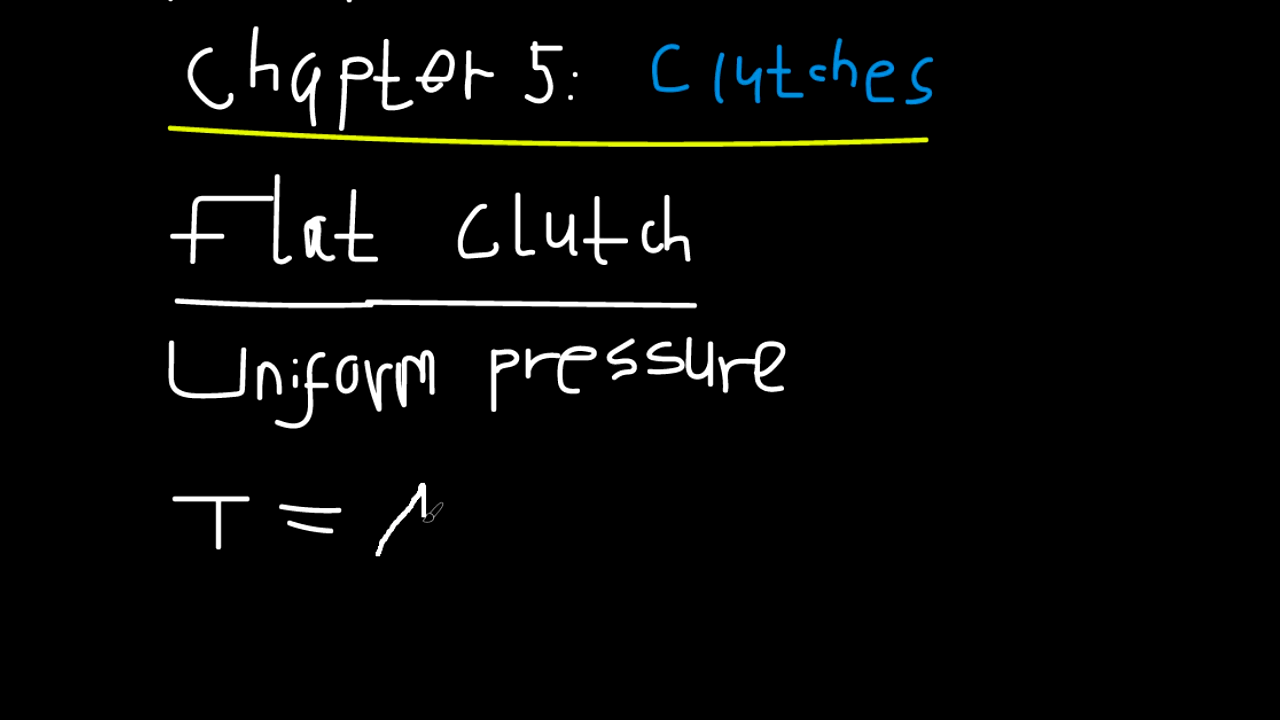 Chapter 5: Clutches
Flat Clutch
Uniform pressure
T =